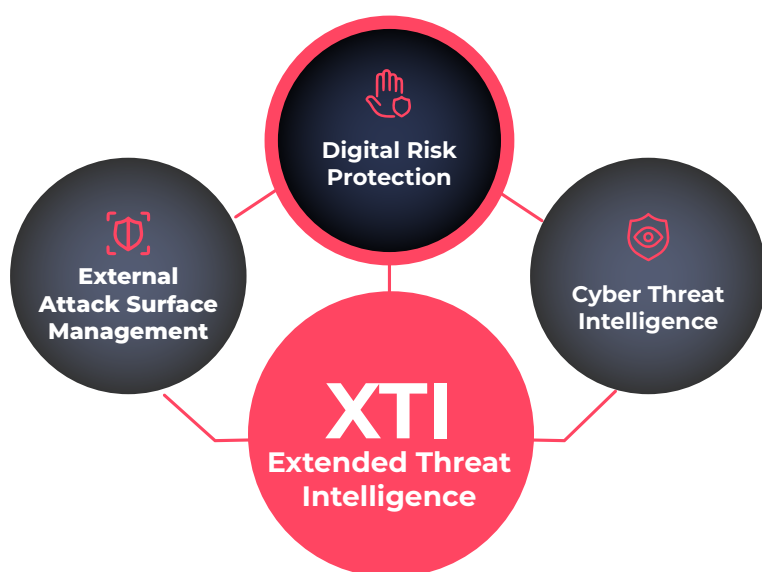 Digital Risk
Protection
External
Attack Surface
Management
Cyber Threat
Intelligence
XTI
Extended Threat
Intelligence